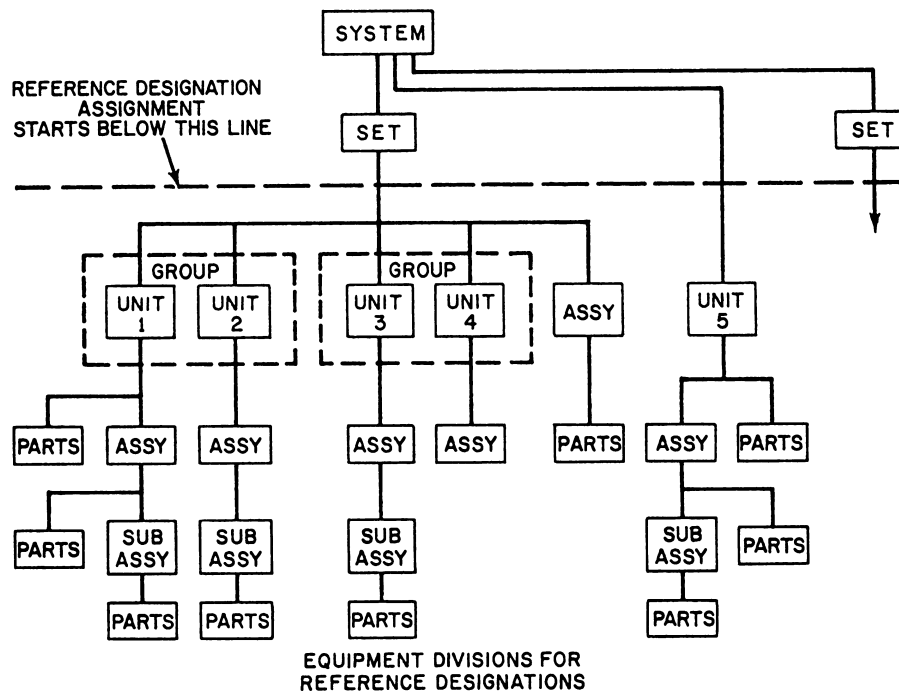 SYSTEM
REFERENCE DESIGNATION
ASSIGNMENT
STARTS BELOW THIS LINE
SET
SET
GROUP
GROUP
UNIT
1
UNIT
2
UNIT
3
UNIT
4
ASSY
UNIT
5
PARTS
ASSY
ASSY
ASSY
ASSY
PARTS
ASSY
PARTS
PARTS
SUB
ASSY
SUB
ASSY
SUB
ASSY
SUB
ASSY
PARTS
PARTS
PARTS
PARTS
PARTS
EQUIPMENT DIVISIONS FOR
REFERENCE DESIGNATIONS